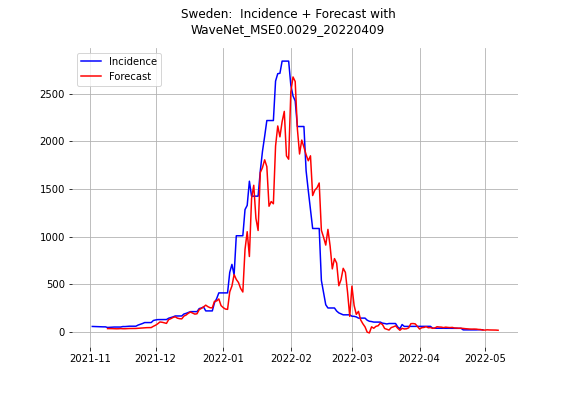 Sweden:  Incidence + Forecast with
WaveNet_MSE0.0029_20220409
Incidence
Forecast
2500
2000
1500
1000
500
0
2021-11 2021-12 2022-01 2022-02 2022-03 2022-04 2022-05